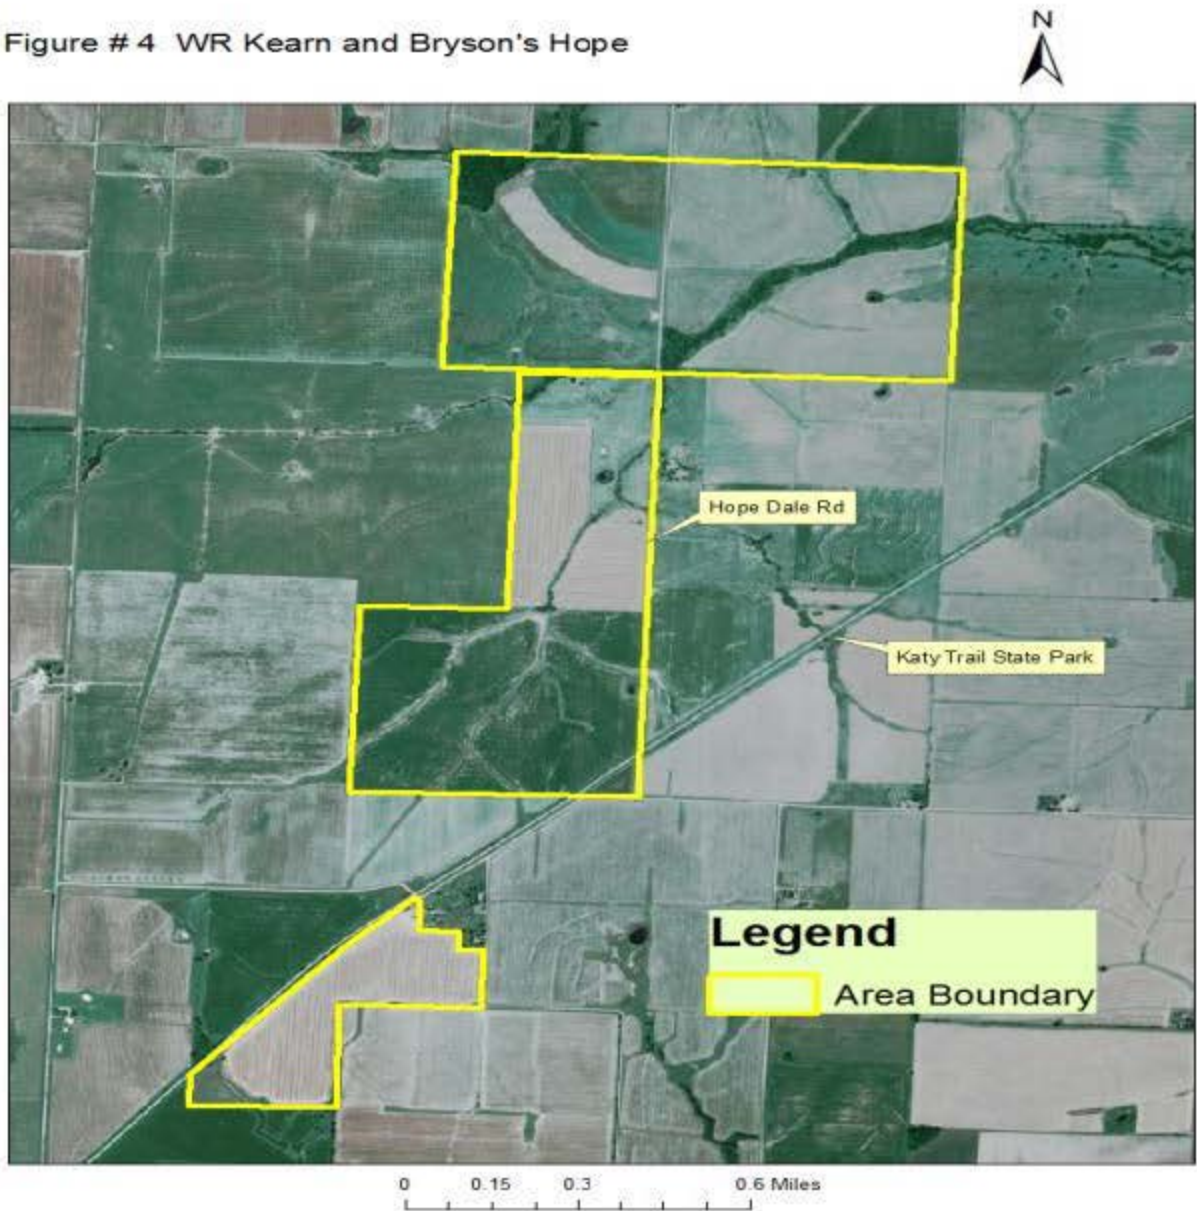 Figure # 4 WR Kearn and Bryson's Hope
N
Hope Dale Rd
Katy Trail State Park
Legend
Area Boundary
0 0.15 0.3 0.6 Miles